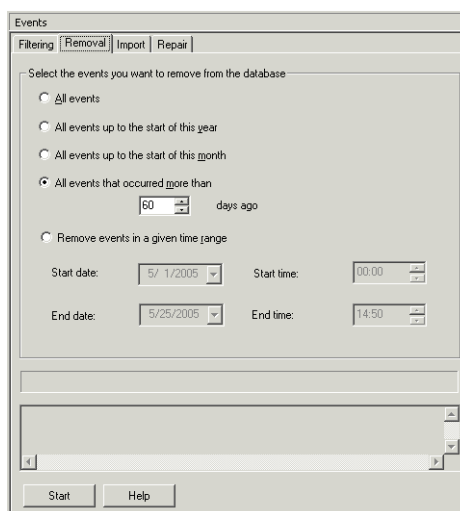 Events
Filtering Removal Import Repair
Select the events you want to remove from the database
All events
All events up to the start of this year
All events up to the start of this month
All events that occurred more than
60 days ago
Remove events in a given time range
Start date: 5/ 1/2005 Start time: 00:00
End date: 5/25/2005 End time: 14:50
Start Help